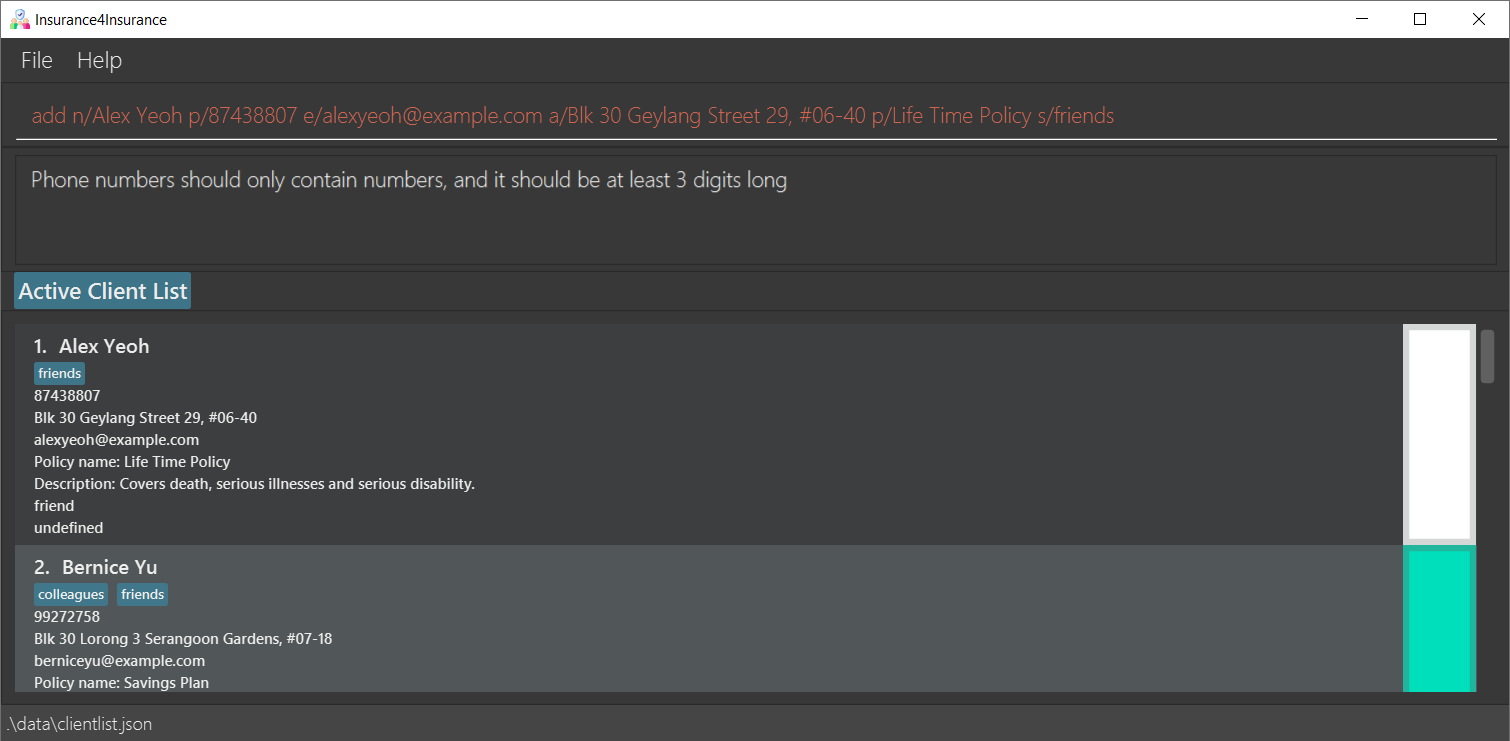 Insurance4Insurance
File Help
add n/Alex Yeoh p/87438807 e/alexyeoh@example.com a/Blk 30 Geylang Street 29, #06-40 p/Life Time Policy s/friends
Phone numbers should only contain numbers, and it should be at least 3 digits long
Active Client List
1. Alex Yeoh
friends
87438807
Blk 30 Geylang Street 29, #06-40
alexyeoh@example.com
Policy name: Life Time Policy
Description: Covers death, serious illnesses and serious disability.
friend
undefined
2. Bernice Yu
colleagues friends
99272758
Blk 30 Lorong 3 Serangoon Gardens, #07-18
berniceyu@example.com
Policy name: Savings Plan
.\data\clientlist.json